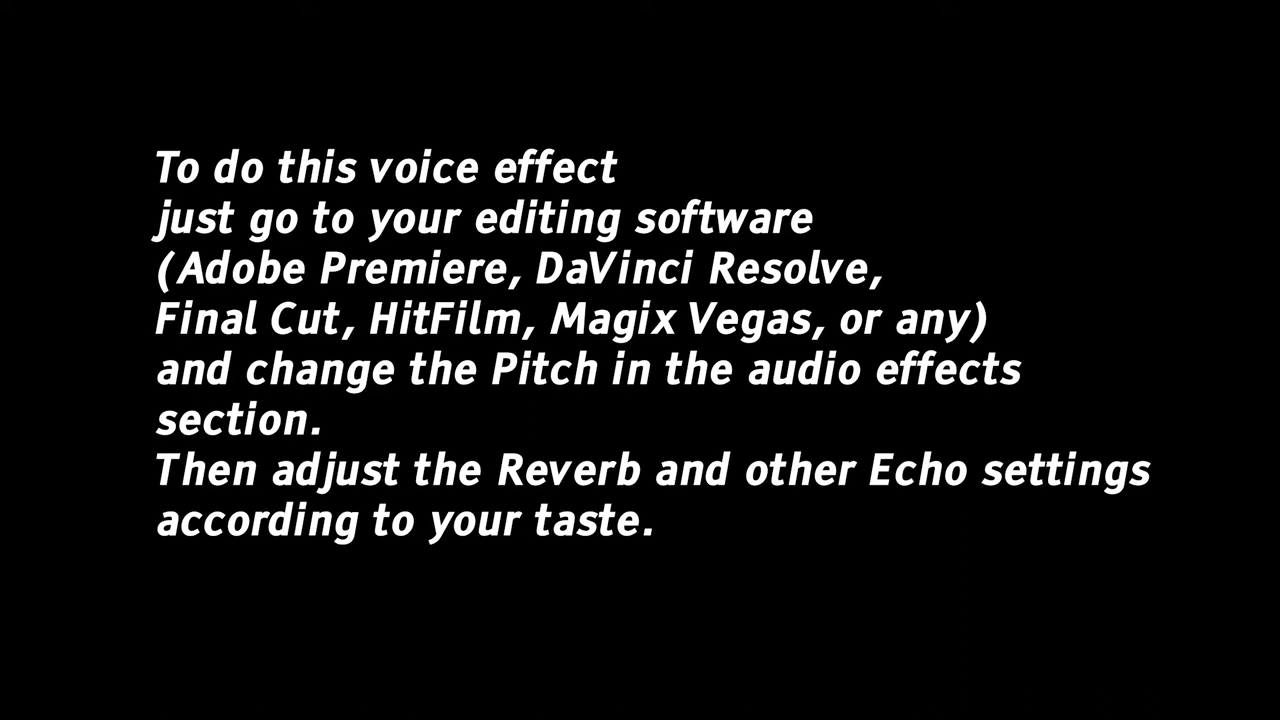 To do this voice effect
just go to your editing software
(Adobe Premiere, DaVinci Resolve,
Final Cut, HitFilm, Magix Vegas, or any)
and change the Pitch in the audio effects
section.
Then adjust the Reverb and other Echo settings
according to your taste.